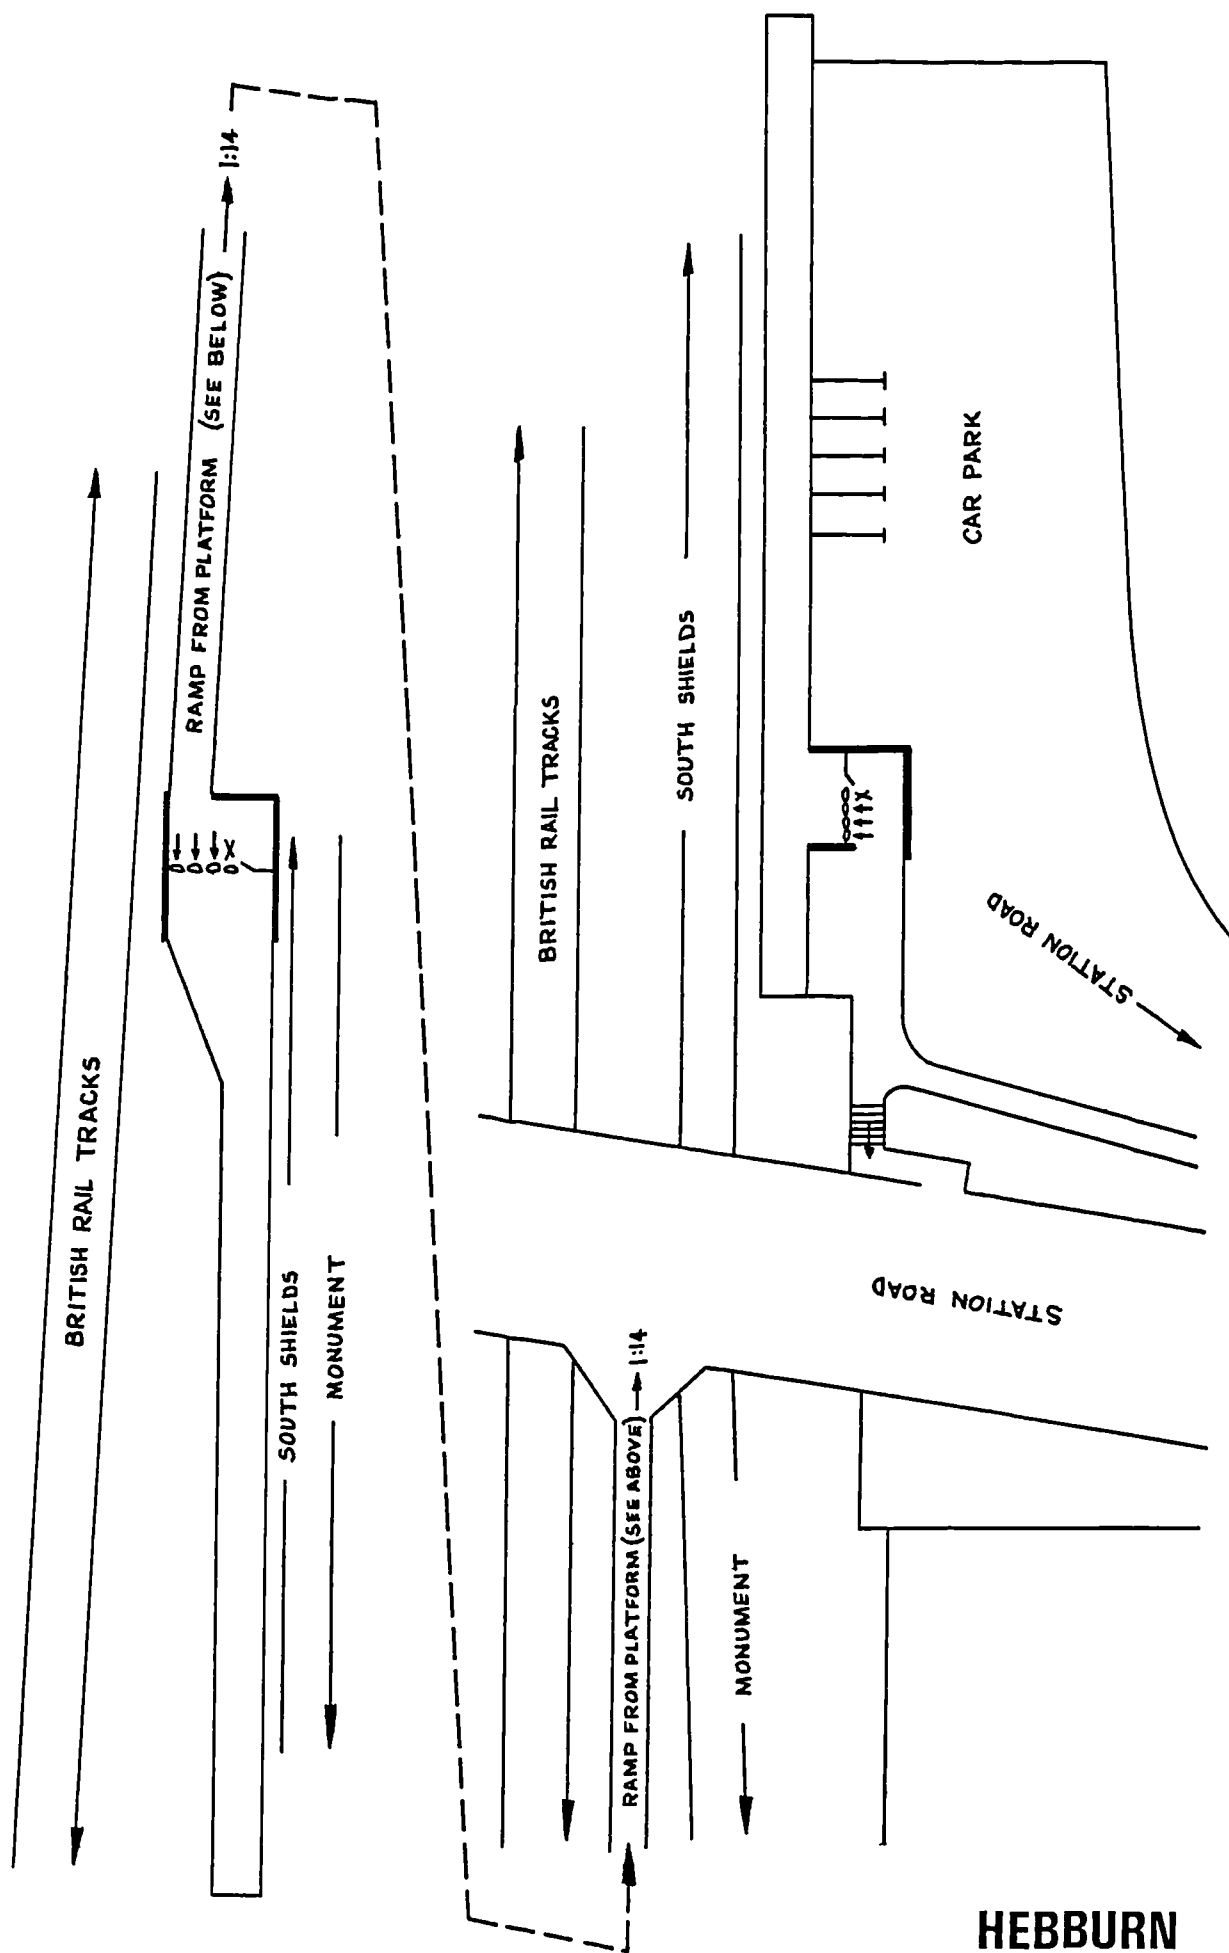 BRITISH RAIL TRACKS
RAMP FROM PLATFORM (SEE BELOW) 1:14
X
SOUTH SHIELDS
MONUMENT
BRITISH RAIL TRACKS
SOUTH SHIELDS
X
CAR PARK
STATION ROAD
STATION ROAD
RAMP FROM PLATFORM (SEE ABOVE) 1:14
MONUMENT
HEBBURN